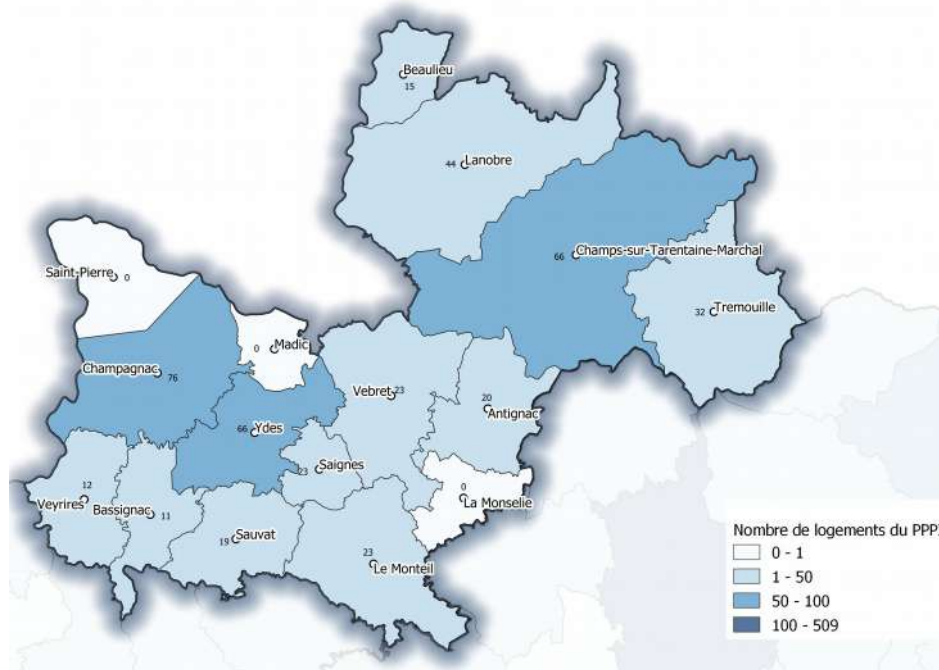 Beaulieu
15
44
Lanobre
66
Champs-sur-Tarentaine-Marchal
Saint-Pierre
0
32
Tremouille
0
Madic
Champagnac
76
Vebret
23
20
Antignac
66
Ydes
23
Saignes
12
Veyrires
Bassignac
11
0
La Monselie
19
Sauvat
23
Le Monteil
Nombre de logements du PPP
0 - 1
1 - 50
50 - 100
100 - 509